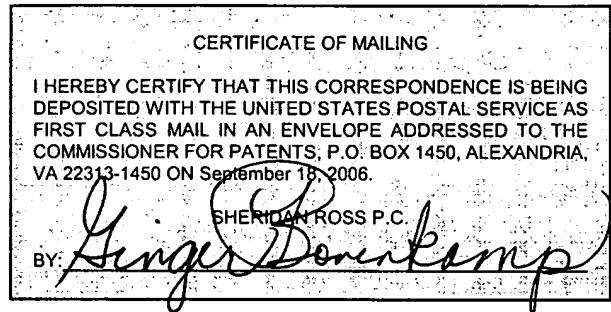 CERTIFICATE OF MAILING
I HEREBY CERTIFY THAT THIS CORRESPONDENCE IS BEING
DEPOSITED WITH THE UNITED STATES POSTAL SERVICE AS
FIRST CLASS MAIL IN AN ENVELOPE ADDRESSED TO THE
COMMISSIONER FOR PATENTS, P.O. BOX 1450, ALEXANDRIA,
VA 22313-1450 ON September 18, 2006.
SHERIDAN ROSS P.C.
BY: Ginger Bovenkamp